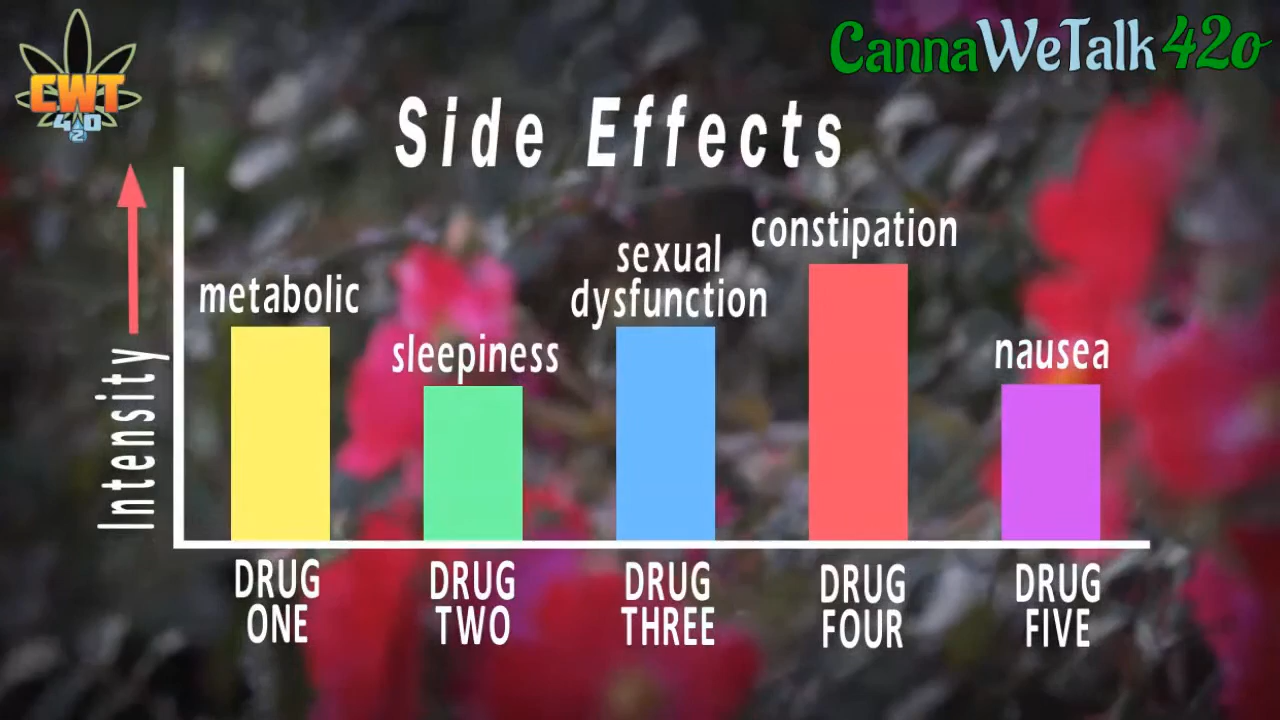 CWT
420
CannaWeTalk420
Side Effects
Intensity
metabolic
sleepiness
sexual
dysfunction
constipation
nausea
DRUG
ONE
DRUG
TWO
DRUG
THREE
DRUG
FOUR
DRUG
FIVE